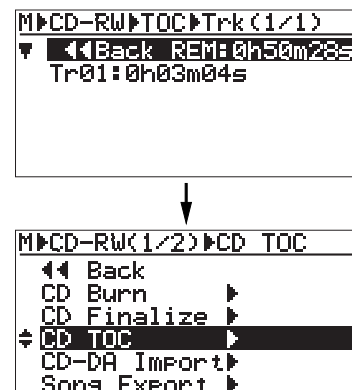 M▶CD-RW▶TOC▶Trk(1/1)
◀◀Back REM:0h50m28s
Tr01:0h03m04s
M▶CD-RW(1/2)▶CD TOC
◀◀ Back
CD Burn ▶
CD Finalize ▶
CD TOC ▶
CD-DA Import▶
Song Export ▶